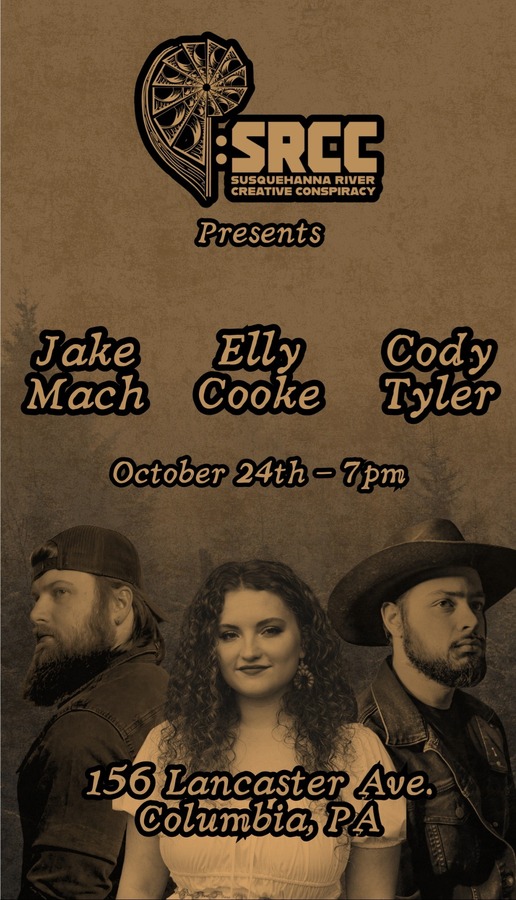 SRCC
SUSQUEHANNA RIVER
CREATIVE CONSPIRACY
Presents
Jake Mach
Elly Cooke
Cody Tyler
October 24th – 7pm
156 Lancaster Ave.
Columbia, PA